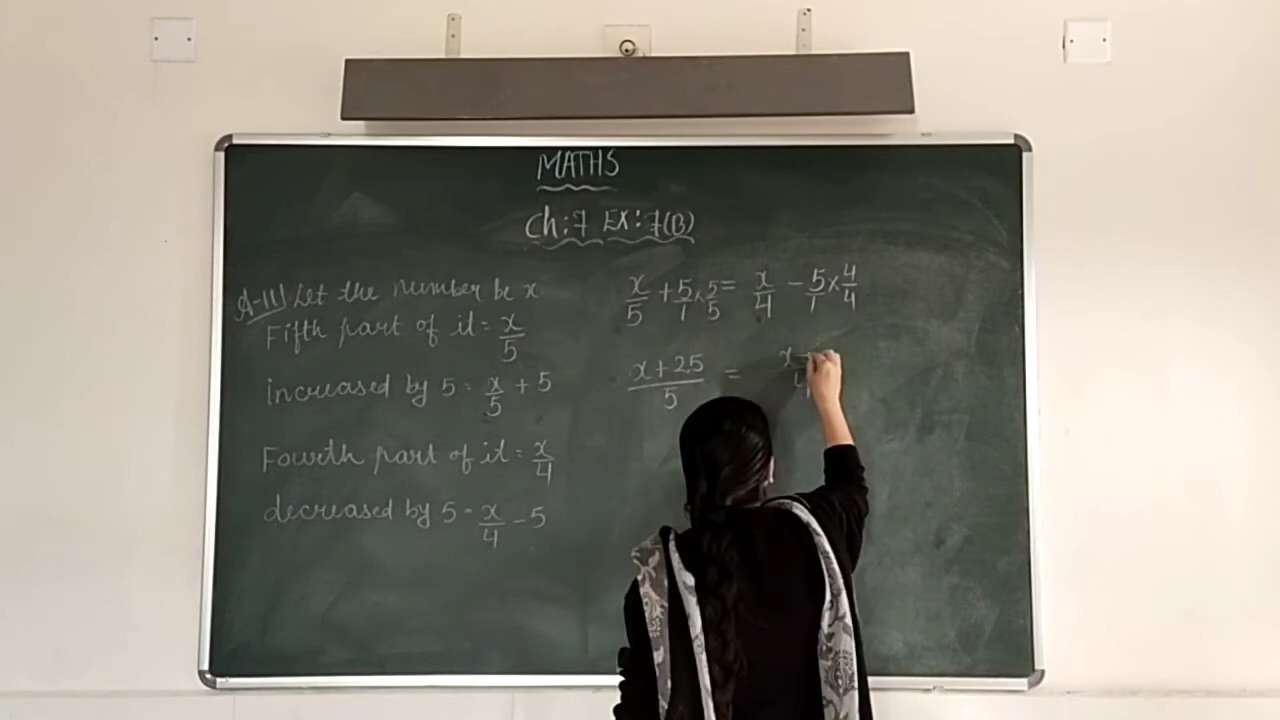 MATHS
Ch:7 EX:7(B)
A-11] Let the number be x
Fifth part of it = x/5
increased by 5 = x/5 + 5
Fourth part of it = x/4
decreased by 5 = x/4 - 5
x/5 + 5/1 × 5/5 = x/4 - 5/1 × 4/4
x+25/5 = x-/4